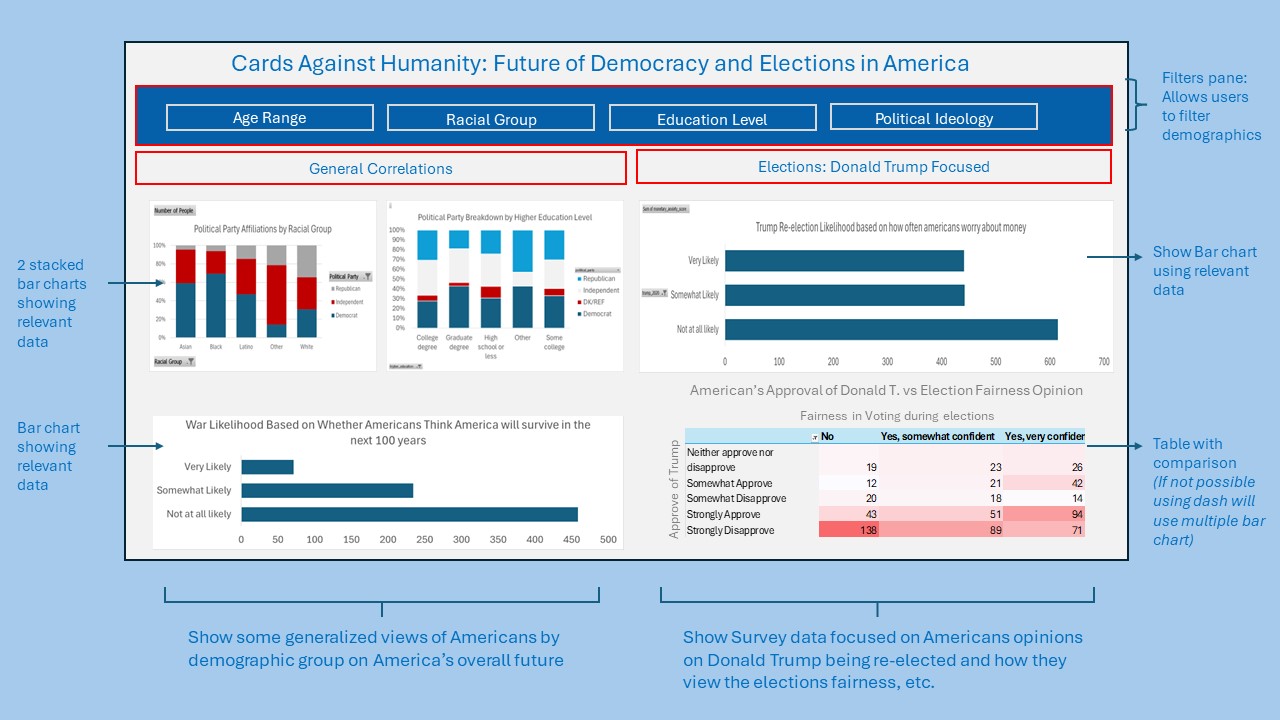 Cards Against Humanity: Future of Democracy and Elections in America
Age Range
Racial Group
Education Level
Political Ideology
Filters pane:
Allows users
to filter
demographics
General Correlations
Elections: Donald Trump Focused
2 stacked
bar charts
showing
relevant
data
Number of People
Political Party Affiliations by Racial Group
100%
80%
60%
40%
20%
0%
Asian Black Latino Other White
Political_Party
Republican
Independent
Democrat
Racial Group
Political Party Breakdown by Higher Education Level
100%
90%
80%
70%
60%
50%
40%
30%
20%
10%
0%
College degree
Graduate degree
High school or less
Other
Some college
Republican
Independent
DK/REF
Democrat
Trump Re-election Likelihood based on how often americans worry about money
Very Likely
Somewhat Likely
Not at all likely
0 100 200 300 400 500 600 700
Show Bar chart
using relevant
data
Bar chart
showing
relevant
data
War Likelihood Based on Whether Americans Think America will survive in the
next 100 years
Very Likely
Somewhat Likely
Not at all likely
0 50 100 150 200 250 300 350 400 450 500
American's Approval of Donald T. vs Election Fairness Opinion
Fairness in Voting during elections
Approve of Trump
No Yes, somewhat confident Yes, very confider
Neither approve nor
disapprove 19 23 26
Somewhat Approve 12 21 42
Somewhat Disapprove 20 18 14
Strongly Approve 43 51 94
Strongly Disapprove 138 89 71
Table with
comparison
(If not possible
using dash will
use multiple bar
chart)
Show some generalized views of Americans by
demographic group on America's overall future
Show Survey data focused on Americans opinions
on Donald Trump being re-elected and how they
view the elections fairness, etc.